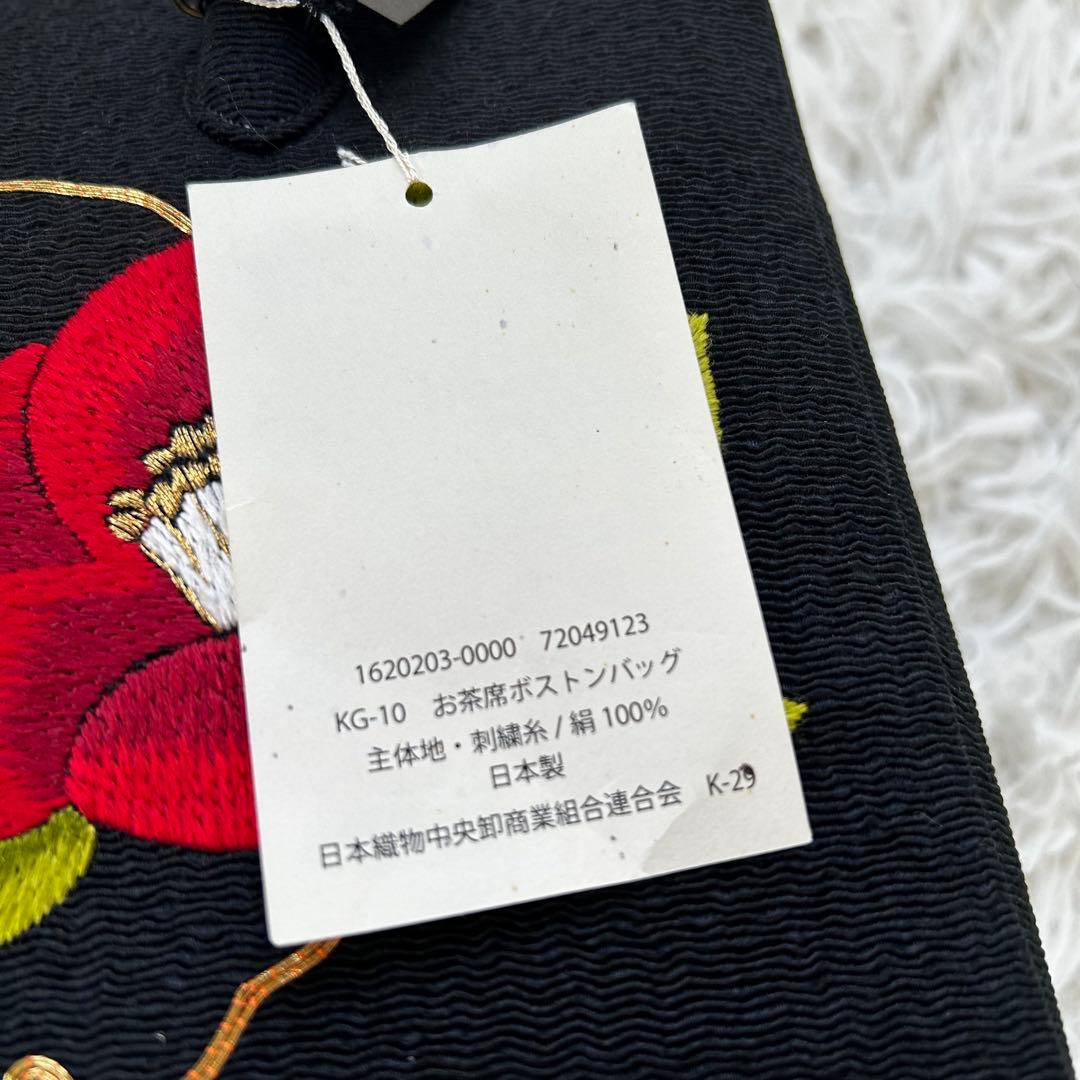 1620203-0000 72049123
KG-10 お茶席ボストンバッグ
主体地・刺繍糸 / 絹 100%
日本製
日本織物中央卸商業組合連合会 K-29